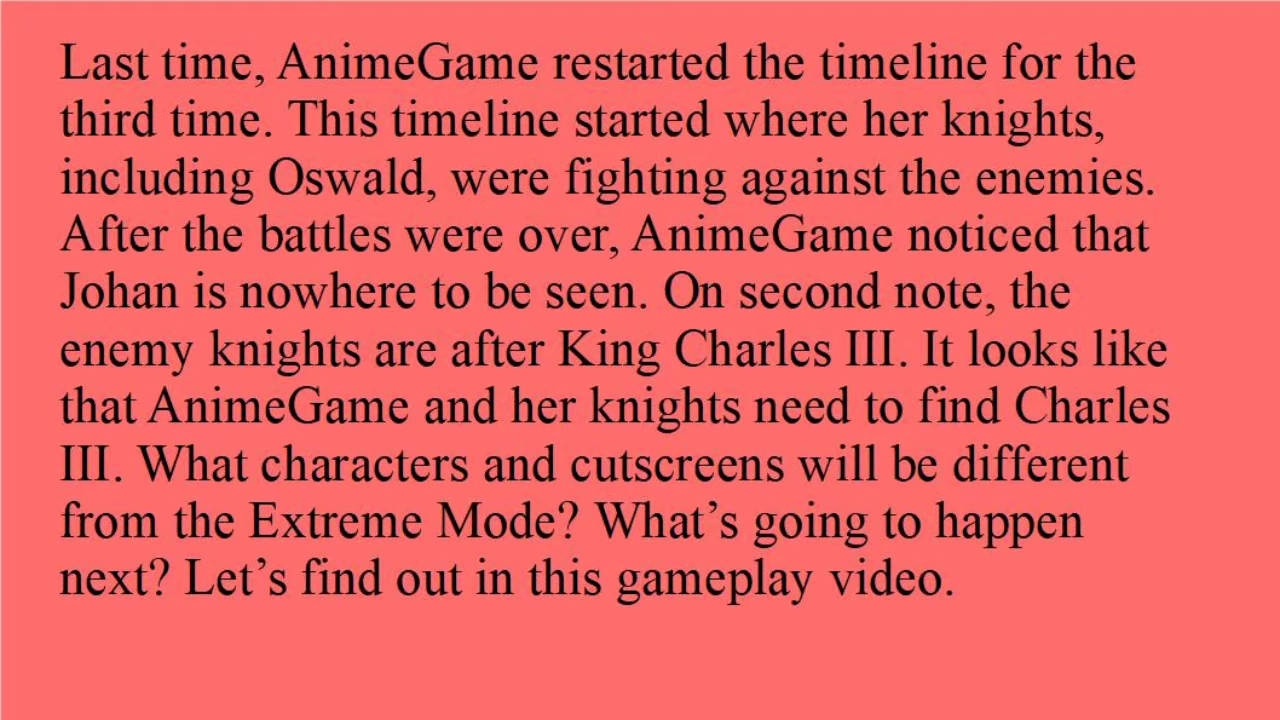 Last time, AnimeGame restarted the timeline for the
third time. This timeline started where her knights,
including Oswald, were fighting against the enemies.
After the battles were over, AnimeGame noticed that
Johan is nowhere to be seen. On second note, the
enemy knights are after King Charles III. It looks like
that AnimeGame and her knights need to find Charles
III. What characters and cutscreens will be different
from the Extreme Mode? What’s going to happen
next? Let’s find out in this gameplay video.